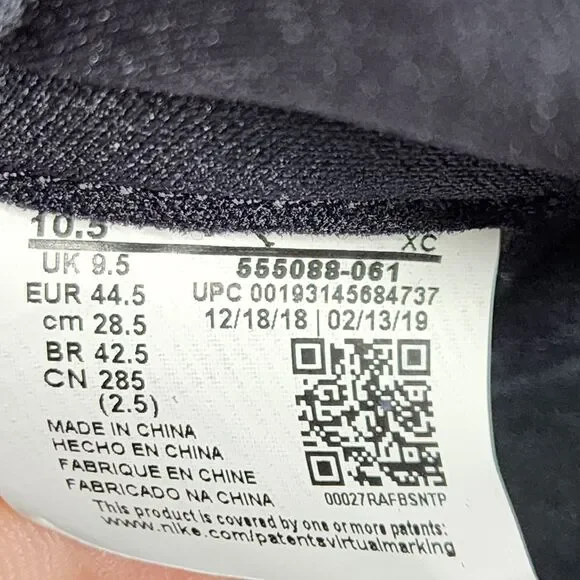 10.5
XC
UK 9.5
555088-061
EUR 44.5
UPC 00193145684737
cm 28.5
12/18/18 | 02/13/19
BR 42.5
CN 285
(2.5)
MADE IN CHINA
HECHO EN CHINA
FABRIQUE EN CHINE
FABRICADO NA CHINA
00027RAFBSNTP
This product is covered by one or more patents:
www.nike.com/patentsvirtualmarking